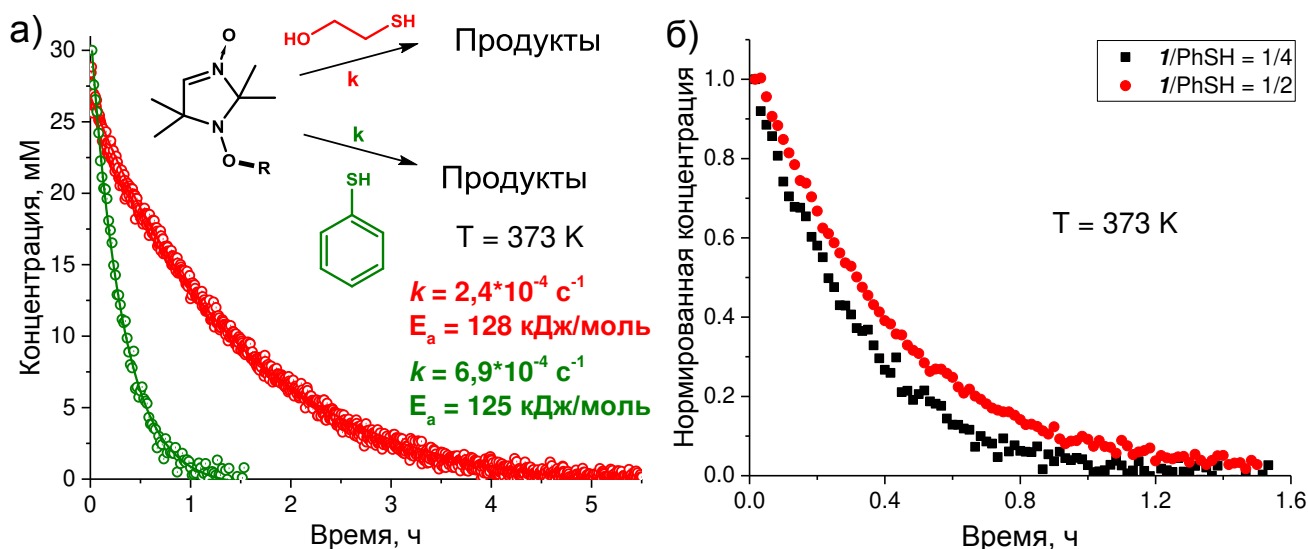 а)
Концентрация, мМ
30
25
20
15
10
5
0
0
1
2
3
4
5
Время, ч
O
N
N
O
R
HO
SH
k
Продукты
k
Продукты
SH
T = 373 K
k = 2,4*10⁻⁴ с⁻¹
Eₐ = 128 кДж/моль
k = 6,9*10⁻⁴ с⁻¹
Eₐ = 125 кДж/моль
б)
Нормированная концентрация
1.0
0.8
0.6
0.4
0.2
0.0
0.0
0.4
0.8
1.2
1.6
Время, ч
1/PhSH = 1/4
1/PhSH = 1/2
T = 373 K